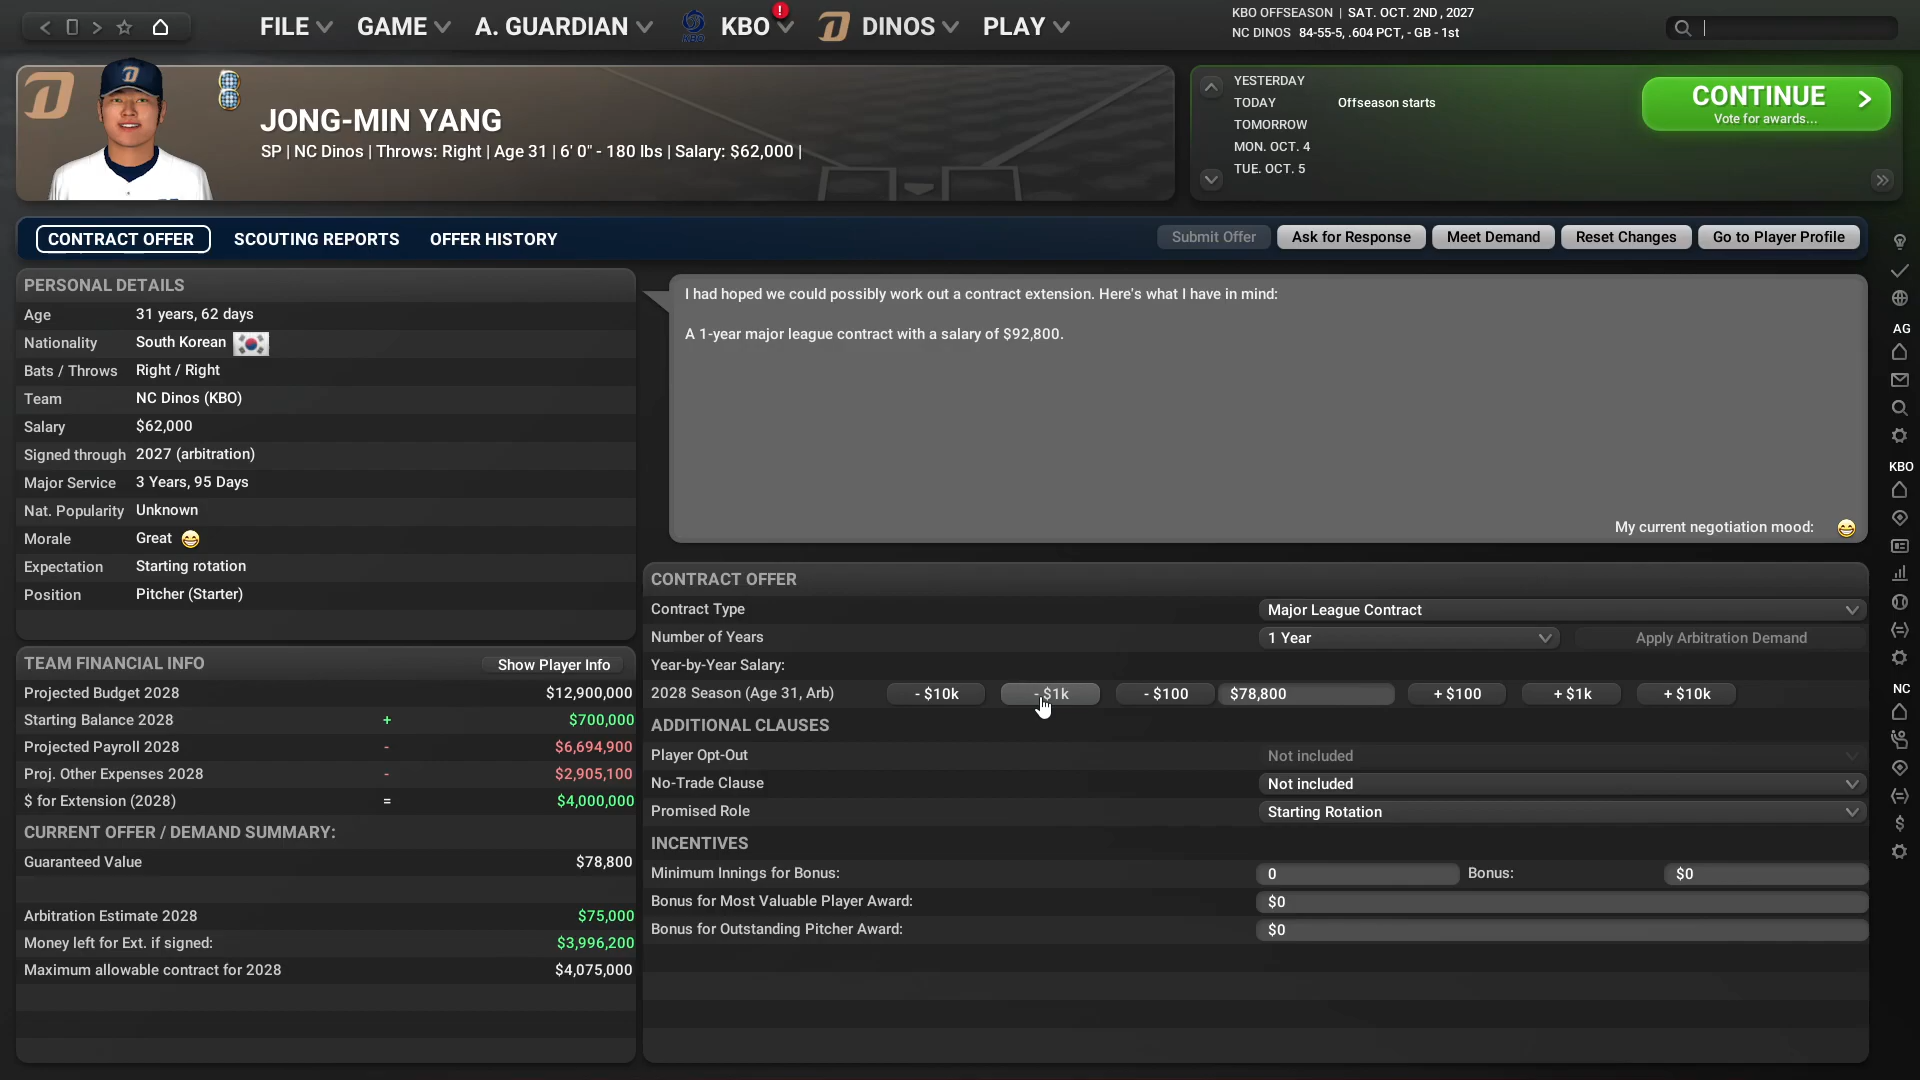 FILE
GAME
A. GUARDIAN
KBO
!
DINOS
PLAY
KBO OFFSEASON | SAT. OCT. 2ND, 2027
NC DINOS 84-55-5, .604 PCT, - GB - 1st
JONG-MIN YANG
SP | NC Dinos | Throws: Right | Age 31 | 6' 0" - 180 lbs | Salary: $62,000 |
YESTERDAY
TODAY Offseason starts
TOMORROW
MON. OCT. 4
TUE. OCT. 5
CONTINUE
Vote for awards...
CONTRACT OFFER
SCOUTING REPORTS
OFFER HISTORY
Submit Offer
Ask for Response
Meet Demand
Reset Changes
Go to Player Profile
PERSONAL DETAILS
Age 31 years, 62 days
Nationality South Korean
Bats / Throws Right / Right
Team NC Dinos (KBO)
Salary $62,000
Signed through 2027 (arbitration)
Major Service 3 Years, 95 Days
Nat. Popularity Unknown
Morale Great
Expectation Starting rotation
Position Pitcher (Starter)
I had hoped we could possibly work out a contract extension. Here's what I have in mind:
A 1-year major league contract with a salary of $92,800.
My current negotiation mood:
TEAM FINANCIAL INFO Show Player Info
Projected Budget 2028 $12,900,000
Starting Balance 2028 + $700,000
Projected Payroll 2028 - $6,694,900
Proj. Other Expenses 2028 - $2,905,100
$ for Extension (2028) = $4,000,000
CURRENT OFFER / DEMAND SUMMARY:
Guaranteed Value $78,800
Arbitration Estimate 2028 $75,000
Money left for Ext. if signed: $3,996,200
Maximum allowable contract for 2028 $4,075,000
CONTRACT OFFER
Contract Type Major League Contract
Number of Years 1 Year Apply Arbitration Demand
Year-by-Year Salary:
2028 Season (Age 31, Arb) - $10k - $1k - $100 $78,800 + $100 + $1k + $10k
ADDITIONAL CLAUSES
Player Opt-Out Not included
No-Trade Clause Not included
Promised Role Starting Rotation
INCENTIVES
Minimum Innings for Bonus: 0 Bonus: $0
Bonus for Most Valuable Player Award: $0
Bonus for Outstanding Pitcher Award: $0
AG
KBO
NC